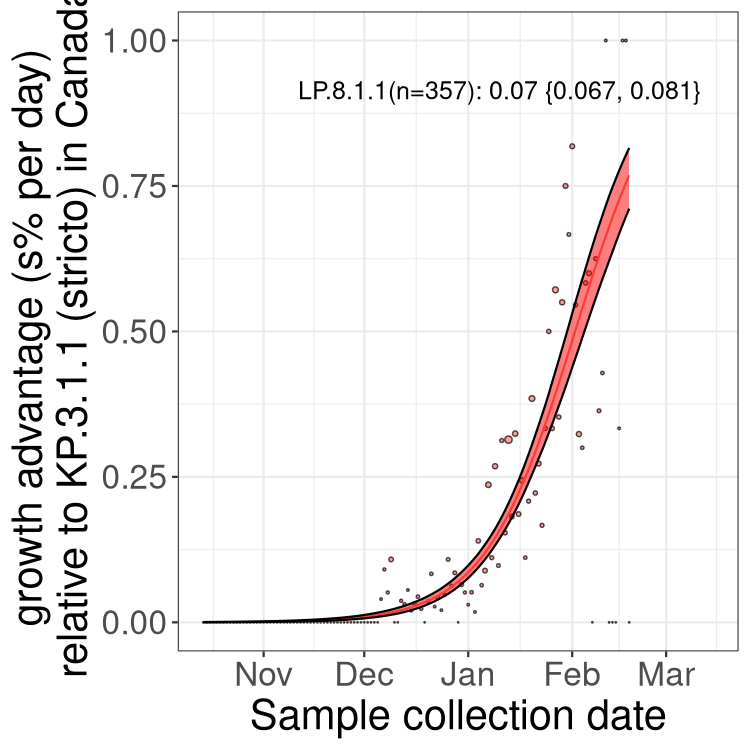 growth advantage (s% per day)
relative to KP.3.1.1 (stricto) in Canada
1.00
0.75
0.50
0.25
0.00
LP.8.1.1(n=357): 0.07 {0.067, 0.081}
Nov Dec Jan Feb Mar
Sample collection date